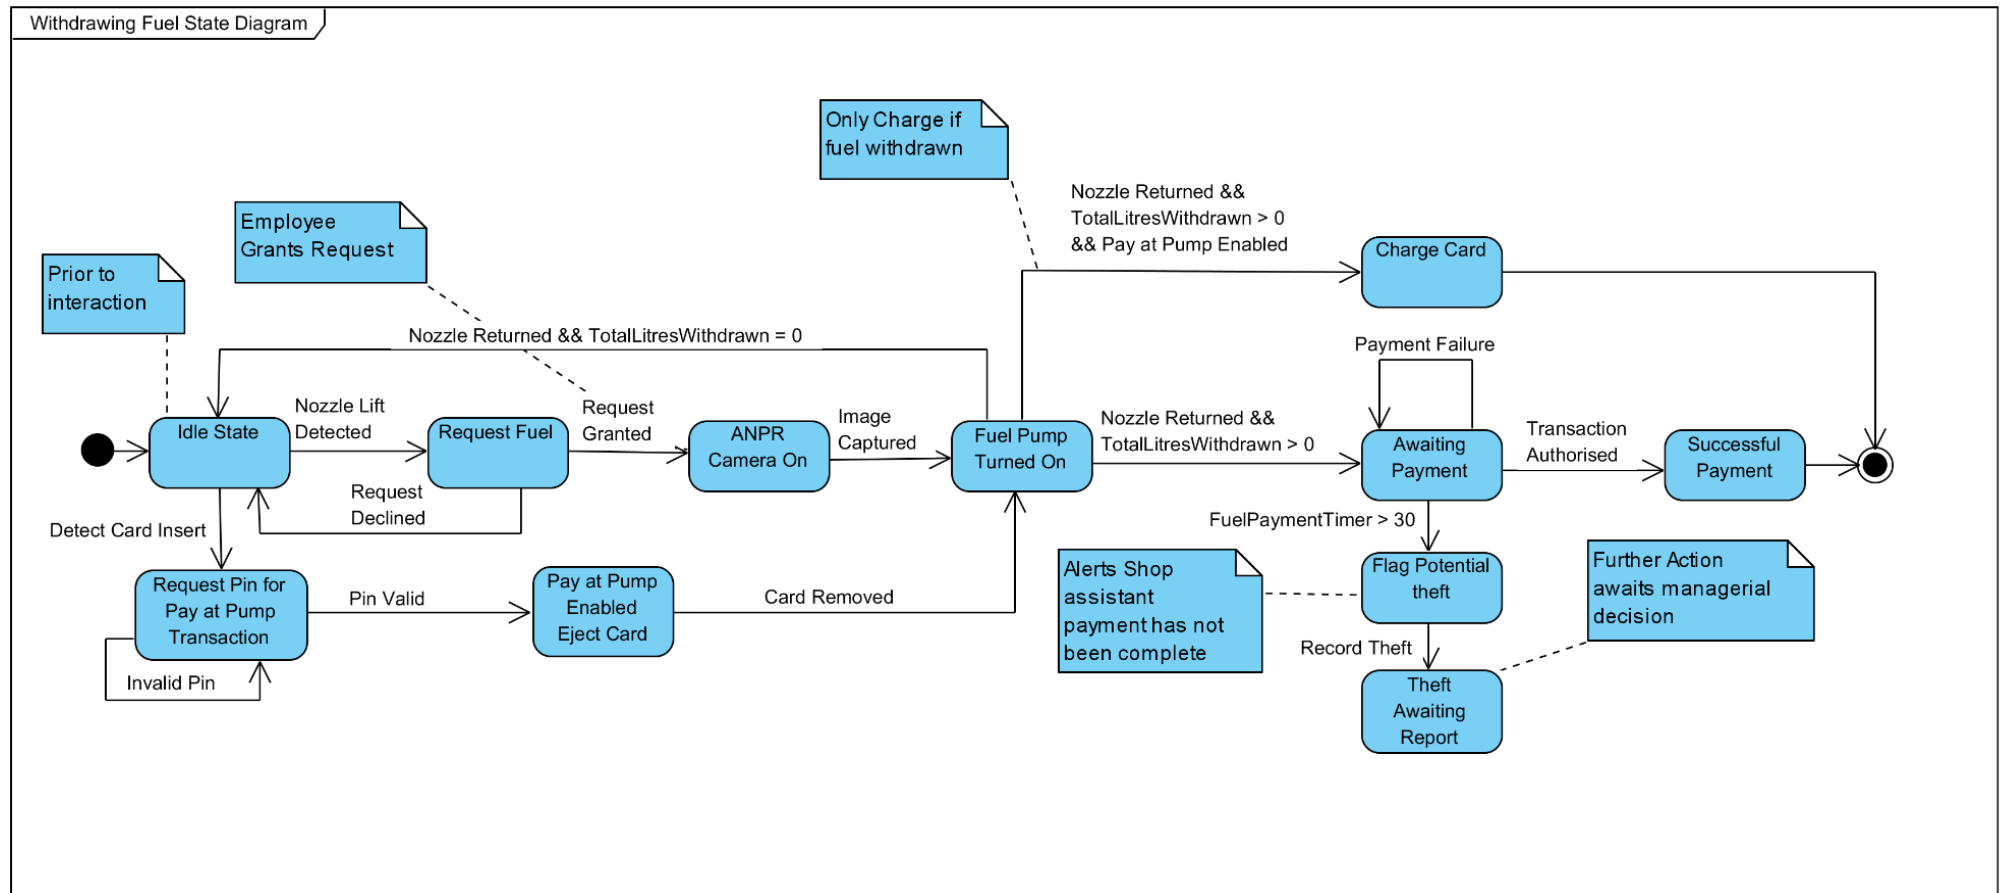 Withdrawing Fuel State Diagram
Only Charge if
fuel withdrawn
Nozzle Returned &&
TotalLitresWithdrawn > 0
&& Pay at Pump Enabled
Employee
Grants Request
Charge Card
Prior to
interaction
Nozzle Returned && TotalLitresWithdrawn = 0
Payment Failure
Idle State
Nozzle Lift
Detected
Request Fuel
Request
Granted
ANPR
Camera On
Image
Captured
Fuel Pump
Turned On
Nozzle Returned &&
TotalLitresWithdrawn > 0
Awaiting
Payment
Transaction
Authorised
Successful
Payment
Request
Declined
Detect Card Insert
FuelPaymentTimer > 30
Request Pin for
Pay at Pump
Transaction
Pin Valid
Pay at Pump
Enabled
Eject Card
Card Removed
Alerts Shop
assistant
payment has not
been complete
Flag Potential
theft
Further Action
awaits managerial
decision
Invalid Pin
Record Theft
Theft
Awaiting
Report